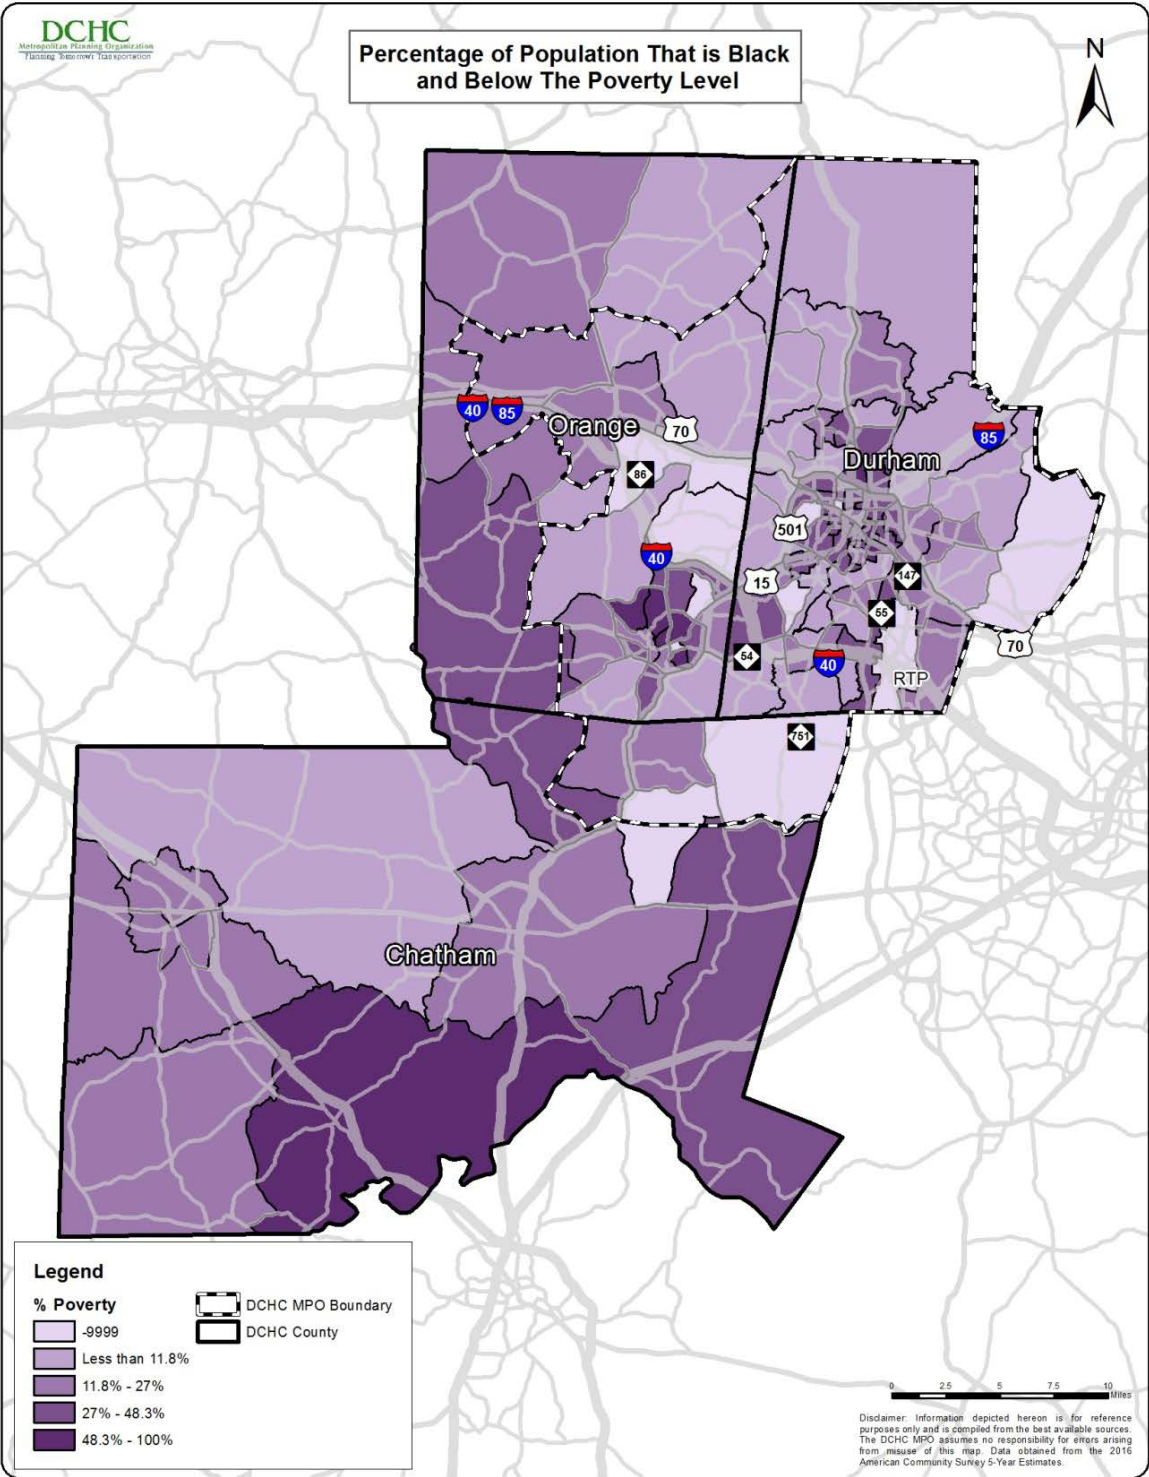 DCHC
Metropolitan Planning Organization
Planning Tomorrow's Transportation
Percentage of Population That is Black
and Below The Poverty Level
N
40
85
Orange
70
85
Durham
86
501
40
15
147
55
54
40
70
RTP
751
Chatham
Legend
% Poverty
-9999
Less than 11.8%
11.8% - 27%
27% - 48.3%
48.3% - 100%
DCHC MPO Boundary
DCHC County
0 2.5 5 7.5 10
Miles
Disclaimer: Information depicted hereon is for reference
purposes only and is compiled from the best available sources.
The DCHC MPO assumes no responsibility for errors arising
from misuse of this map. Data obtained from the 2016
American Community Survey 5-Year Estimates.